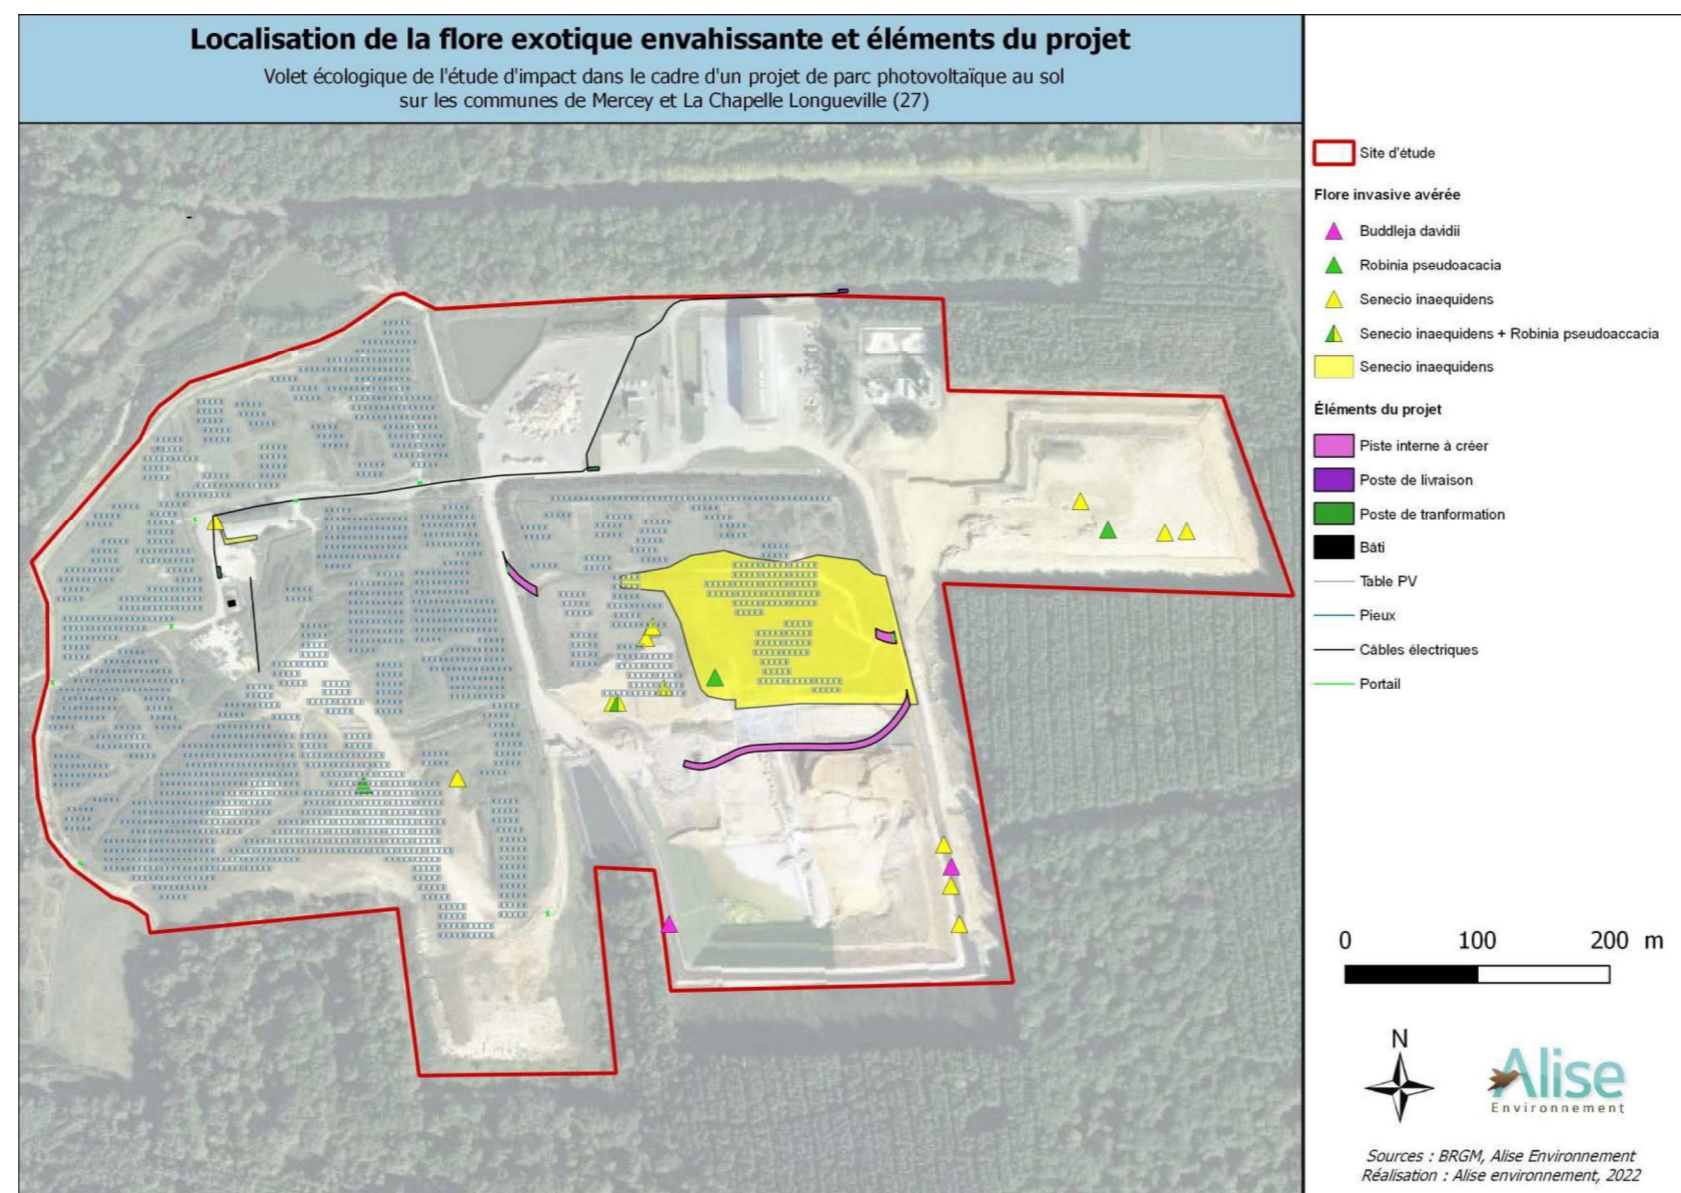 Localisation de la flore exotique envahissante et éléments du projet
Volet écologique de l'étude d'impact dans le cadre d'un projet de parc photovoltaïque au sol
sur les communes de Mercey et La Chapelle Longueville (27)
Site d'étude
Flore invasive avérée
Buddleja davidii
Robinia pseudoacacia
Senecio inaequidens
Senecio inaequidens + Robinia pseudoaccacia
Senecio inaequidens
Éléments du projet
Piste interne à créer
Poste de livraison
Poste de tranformation
Bâti
Table PV
Pieux
Câbles électriques
Portail
0 100 200 m
N
Alise
Environnement
Sources : BRGM, Alise Environnement
Réalisation : Alise environnement, 2022